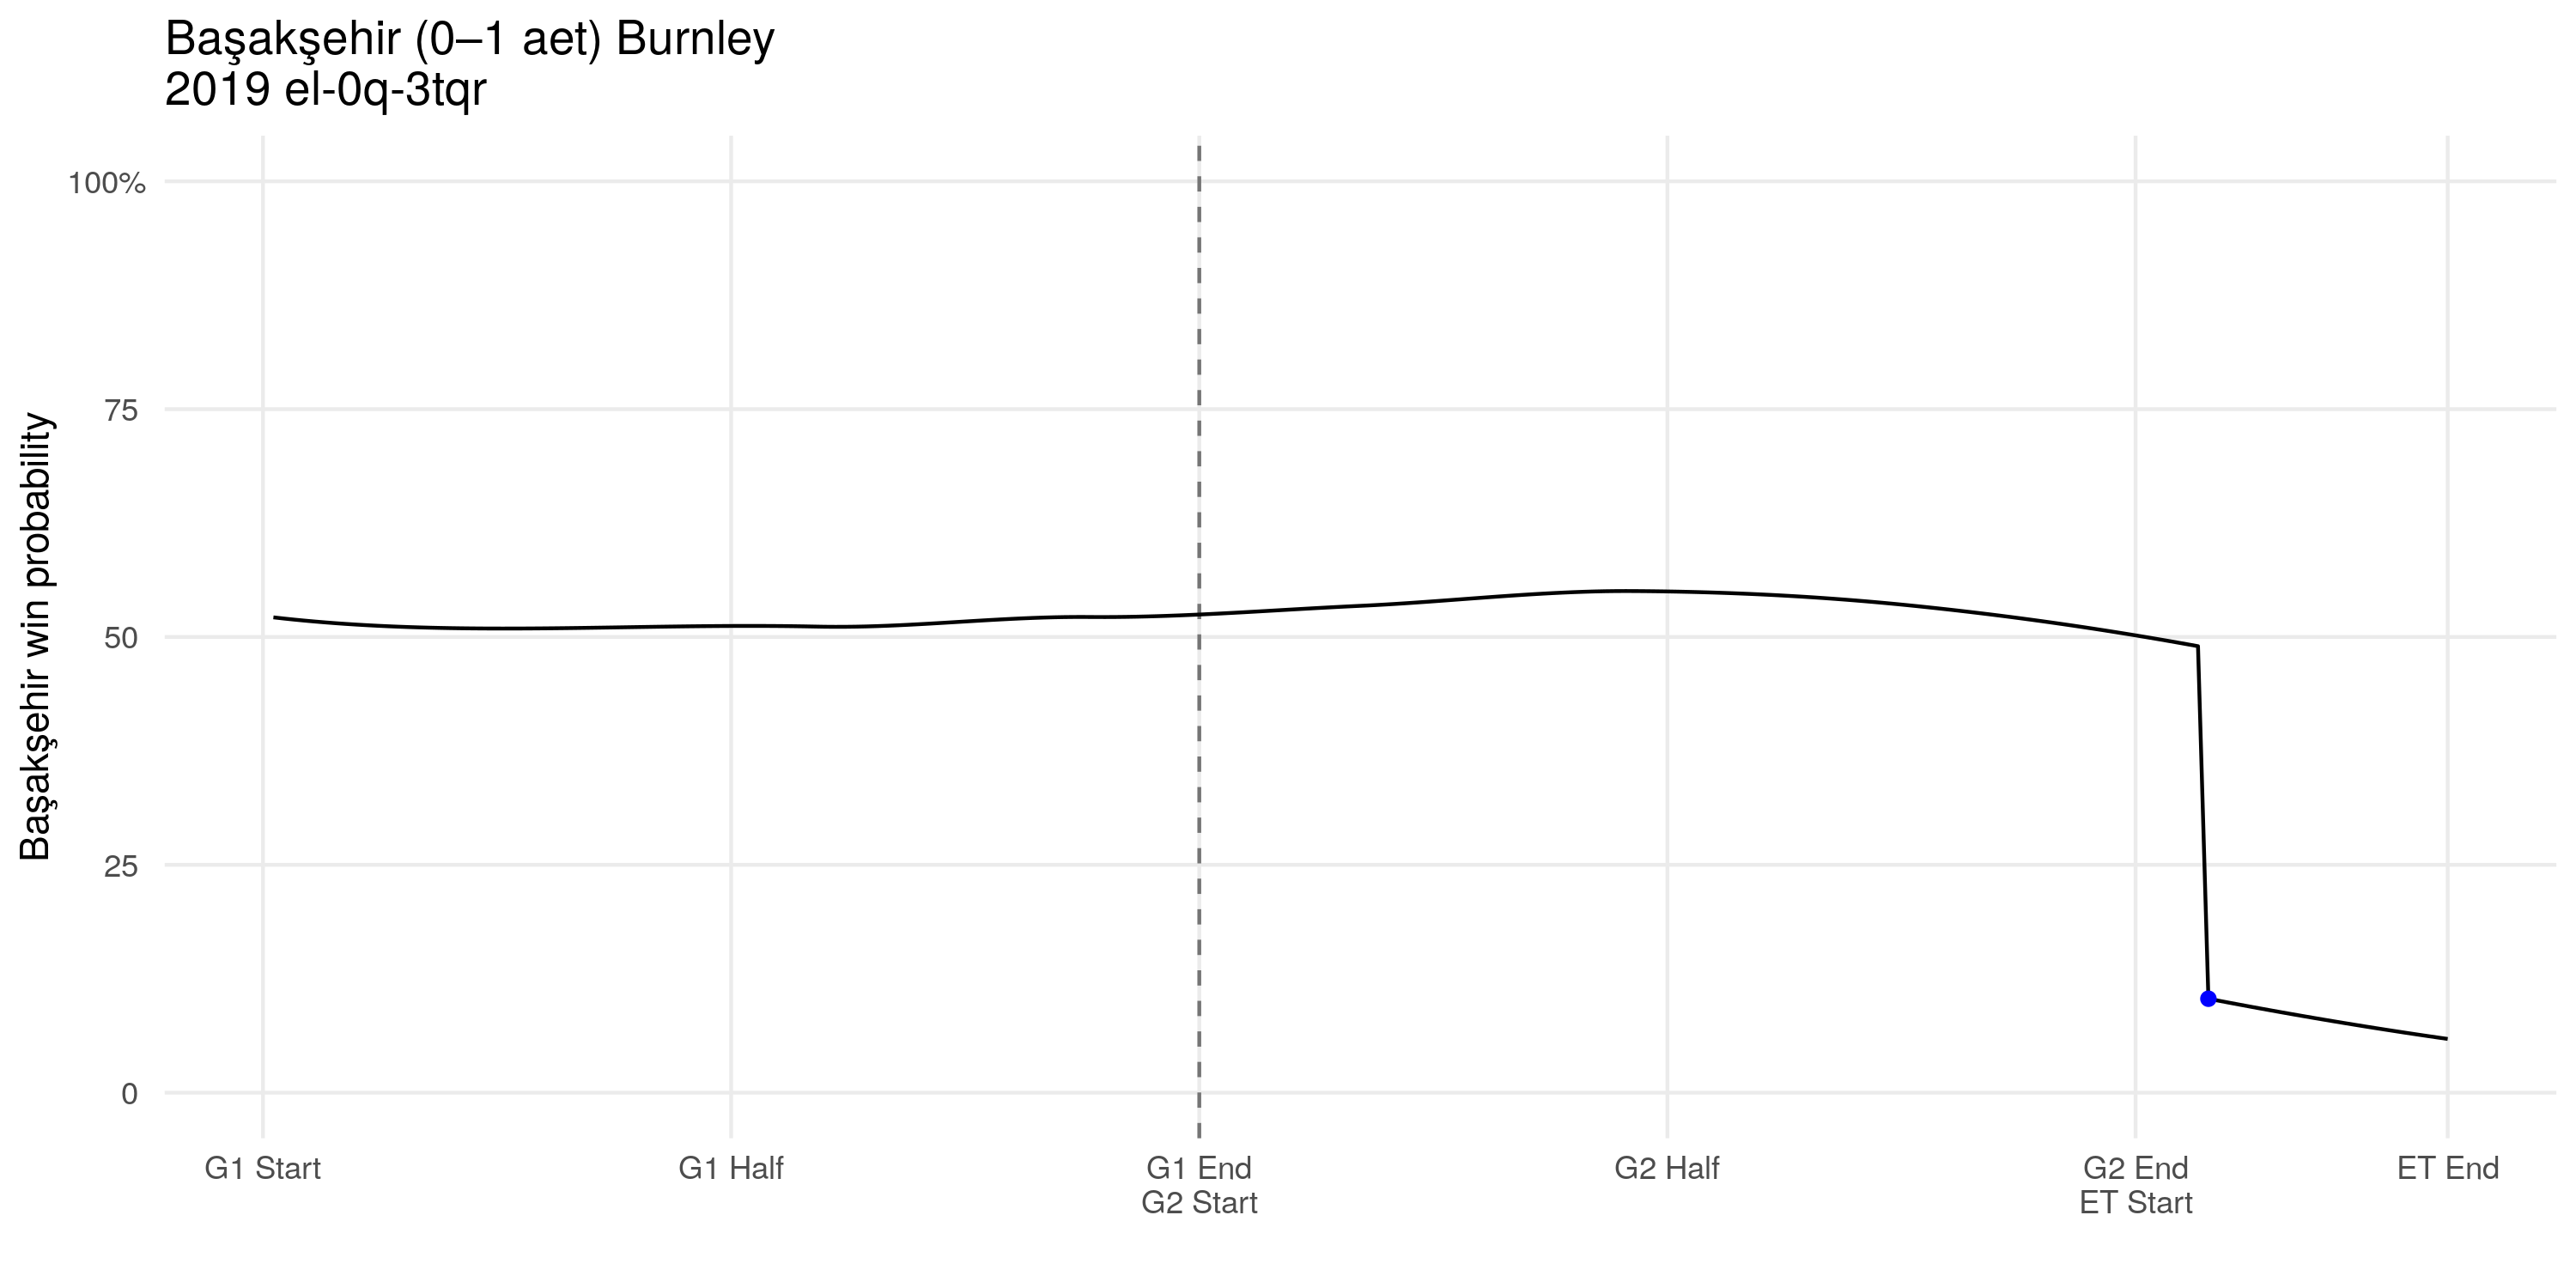 Başakşehir (0–1 aet) Burnley
2019 el-0q-3tqr
Başakşehir win probability
100%
75
50
25
0
G1 Start
G1 Half
G1 End
G2 Start
G2 Half
G2 End
ET Start
ET End